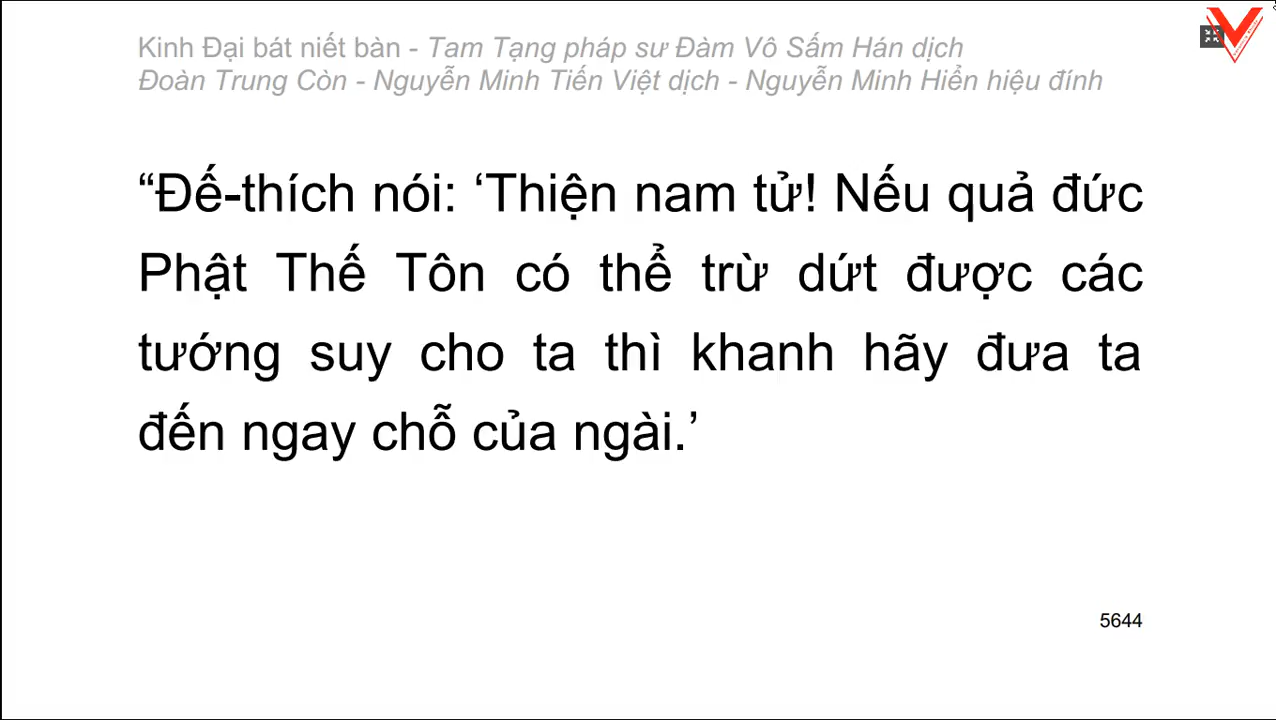 Kinh Đại bát niết bàn - Tam Tạng pháp sư Đàm Vô Sấm Hán dịch
Đoàn Trung Còn - Nguyễn Minh Tiến Việt dịch - Nguyễn Minh Hiển hiệu đính
“Đế-thích nói: ‘Thiện nam tử! Nếu quả đức
Phật Thế Tôn có thể trừ dứt được các
tướng suy cho ta thì khanh hãy đưa ta
đến ngay chỗ của ngài.’
5644